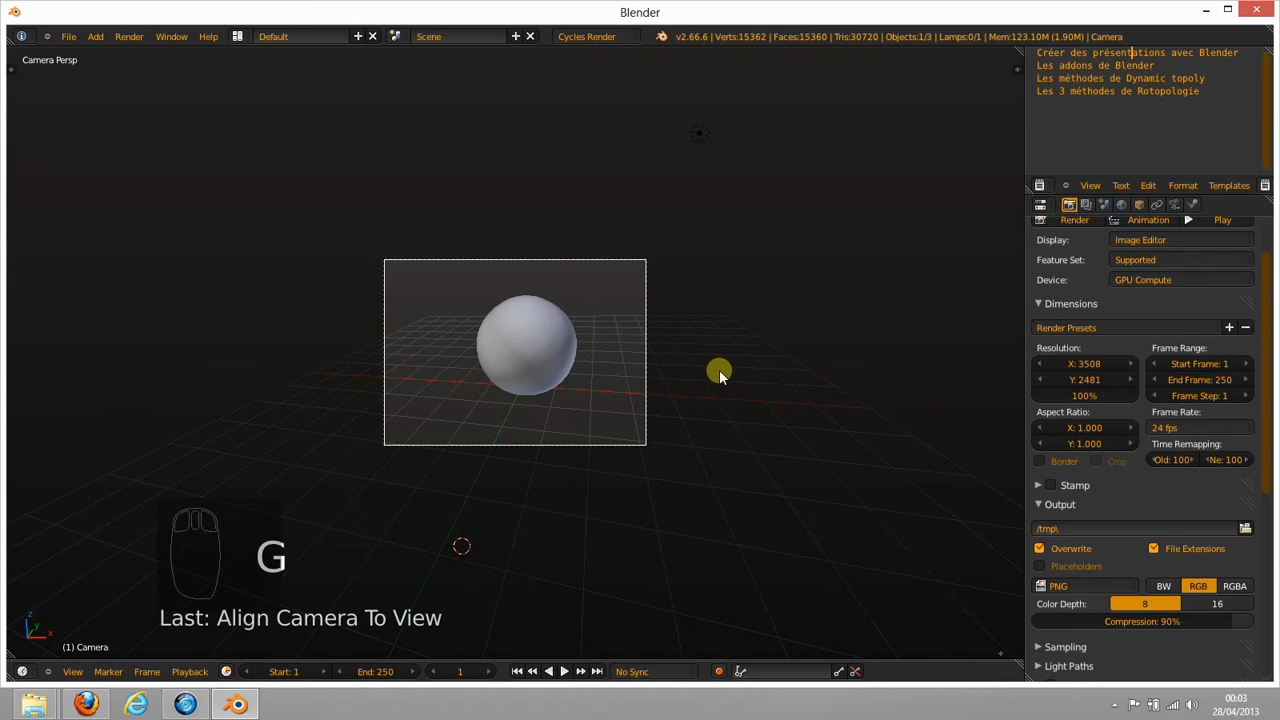 Blender
File Add Render Window Help Default Scene Cycles Render v2.66.6 | Verts:15362 | Faces:15360 | Tris:30720 | Objects:1/3 | Lamps:0/1 | Mem:123.10M (1.90M) | Camera
Camera Persp
Créer des présentations avec Blender
Les addons de Blender
Les méthodes de Dynamic topoly
Les 3 méthodes de Rotopologie
View Text Edit Format Templates
Render Animation Play
Display: Image Editor
Feature Set: Supported
Device: GPU Compute
Dimensions
Render Presets
Resolution: Frame Range:
X: 3508 Start Frame: 1
Y: 2481 End Frame: 250
100% Frame Step: 1
Aspect Ratio: Frame Rate:
X: 1.000 24 fps
Y: 1.000 Time Remapping:
Border Crop Old: 100 Ne: 100
Stamp
Output
/tmp\
Overwrite File Extensions
Placeholders
PNG BW RGB RGBA
Color Depth: 8 16
Compression: 90%
Sampling
Light Paths
G
Last: Align Camera To View
z
y
x
(1) Camera
View Marker Frame Playback Start: 1 End: 250 1 No Sync
00:03
28/04/2013